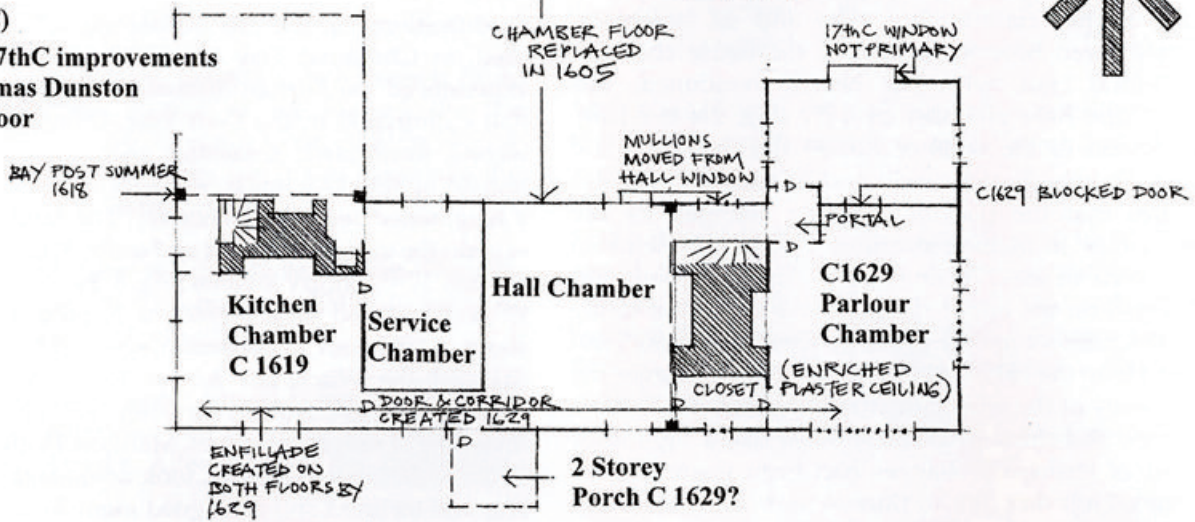 7thC improvements
mas Dunston
oor
CHAMBER FLOOR
REPLACED
IN 1605
17thC WINDOW
NOT PRIMARY
BAY POST SUMMER
1618
MULLIONS
MOVED FROM
HALL WINDOW
D
C1629 BLOCKED DOOR
PORTAL
D
Kitchen
Chamber
C 1619
D
Service
Chamber
Hall Chamber
C1629
Parlour
Chamber
(ENRICHED
PLASTER CEILING)
CLOSET
D
D
D
D
DOOR & CORRIDOR
CREATED 1629
D
ENFILLADE
CREATED ON
BOTH FLOORS BY
1629
2 Storey
Porch C 1629?